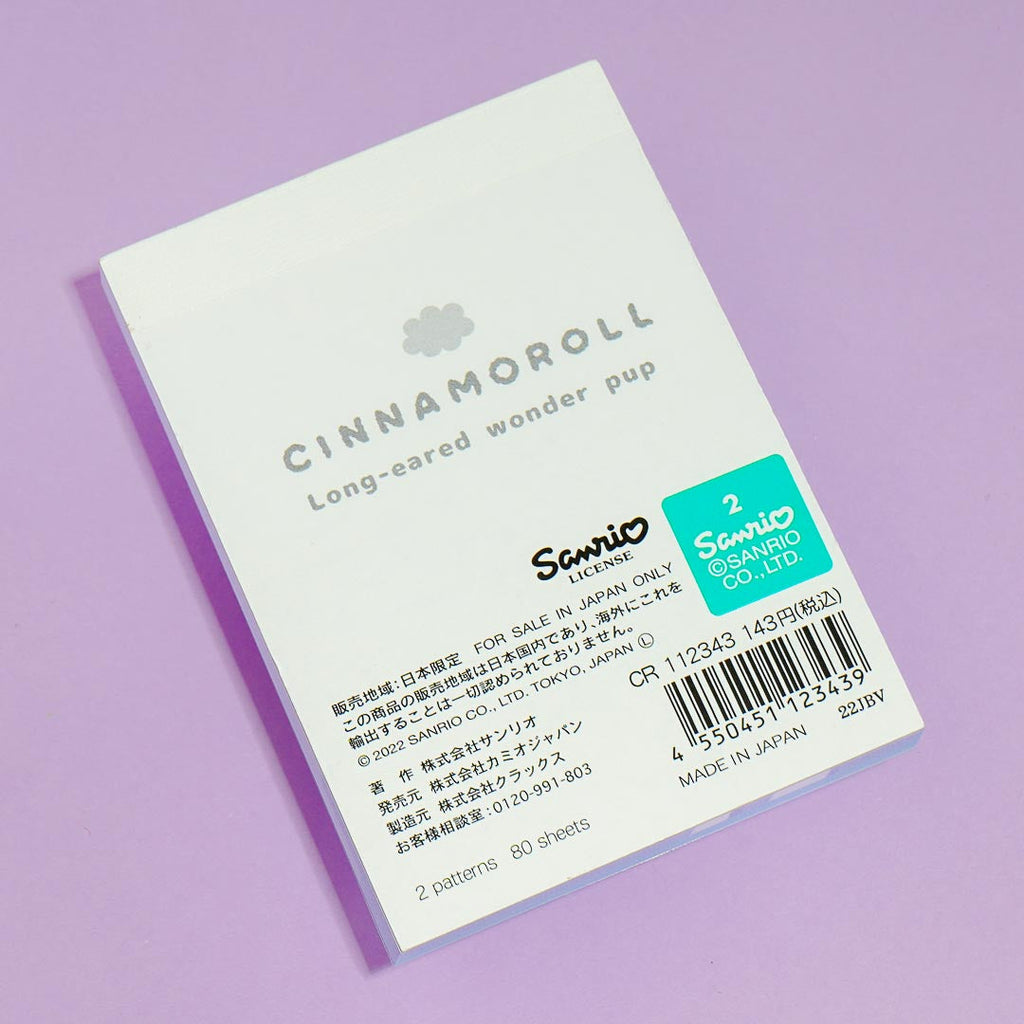 CINNAMOROLL
Long-eared wonder pup
Sanrio
LICENSE
2
Sanrio
©SANRIO
CO.,LTD.
販売地域:日本限定 FOR SALE IN JAPAN ONLY
この商品の販売地域は日本国内であり、海外にこれを
輸出することは一切認められておりません。
© 2022 SANRIO CO., LTD. TOKYO, JAPAN Ⓛ
著 作 株式会社サンリオ
発売元 株式会社カミオジャパン
製造元 株式会社クラックス
お客様相談室:0120-991-803
2 patterns 80 sheets
CR 112343 143円(税込)
4 550451 123439
MADE IN JAPAN 22JBV